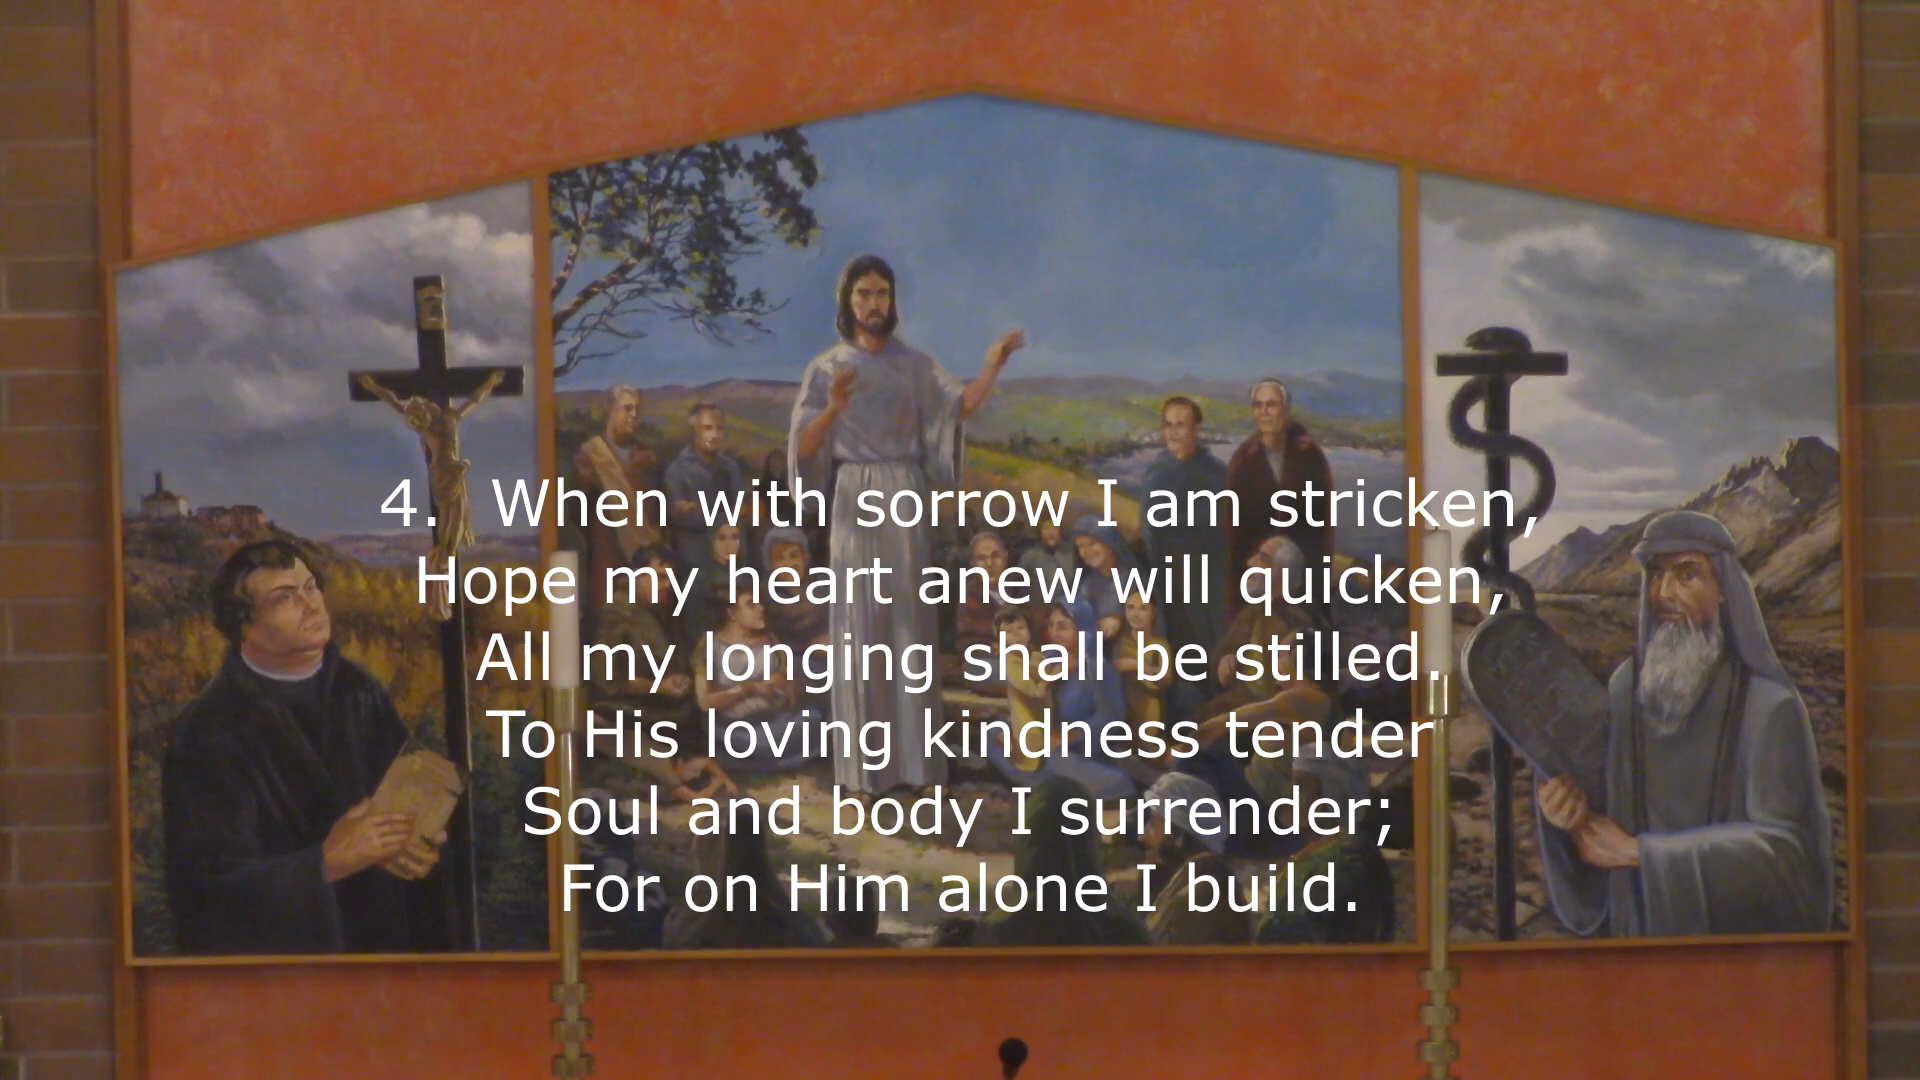 4. When with sorrow I am stricken,
Hope my heart anew will quicken,
All my longing shall be stilled.
To His loving kindness tender
Soul and body I surrender;
For on Him alone I build.